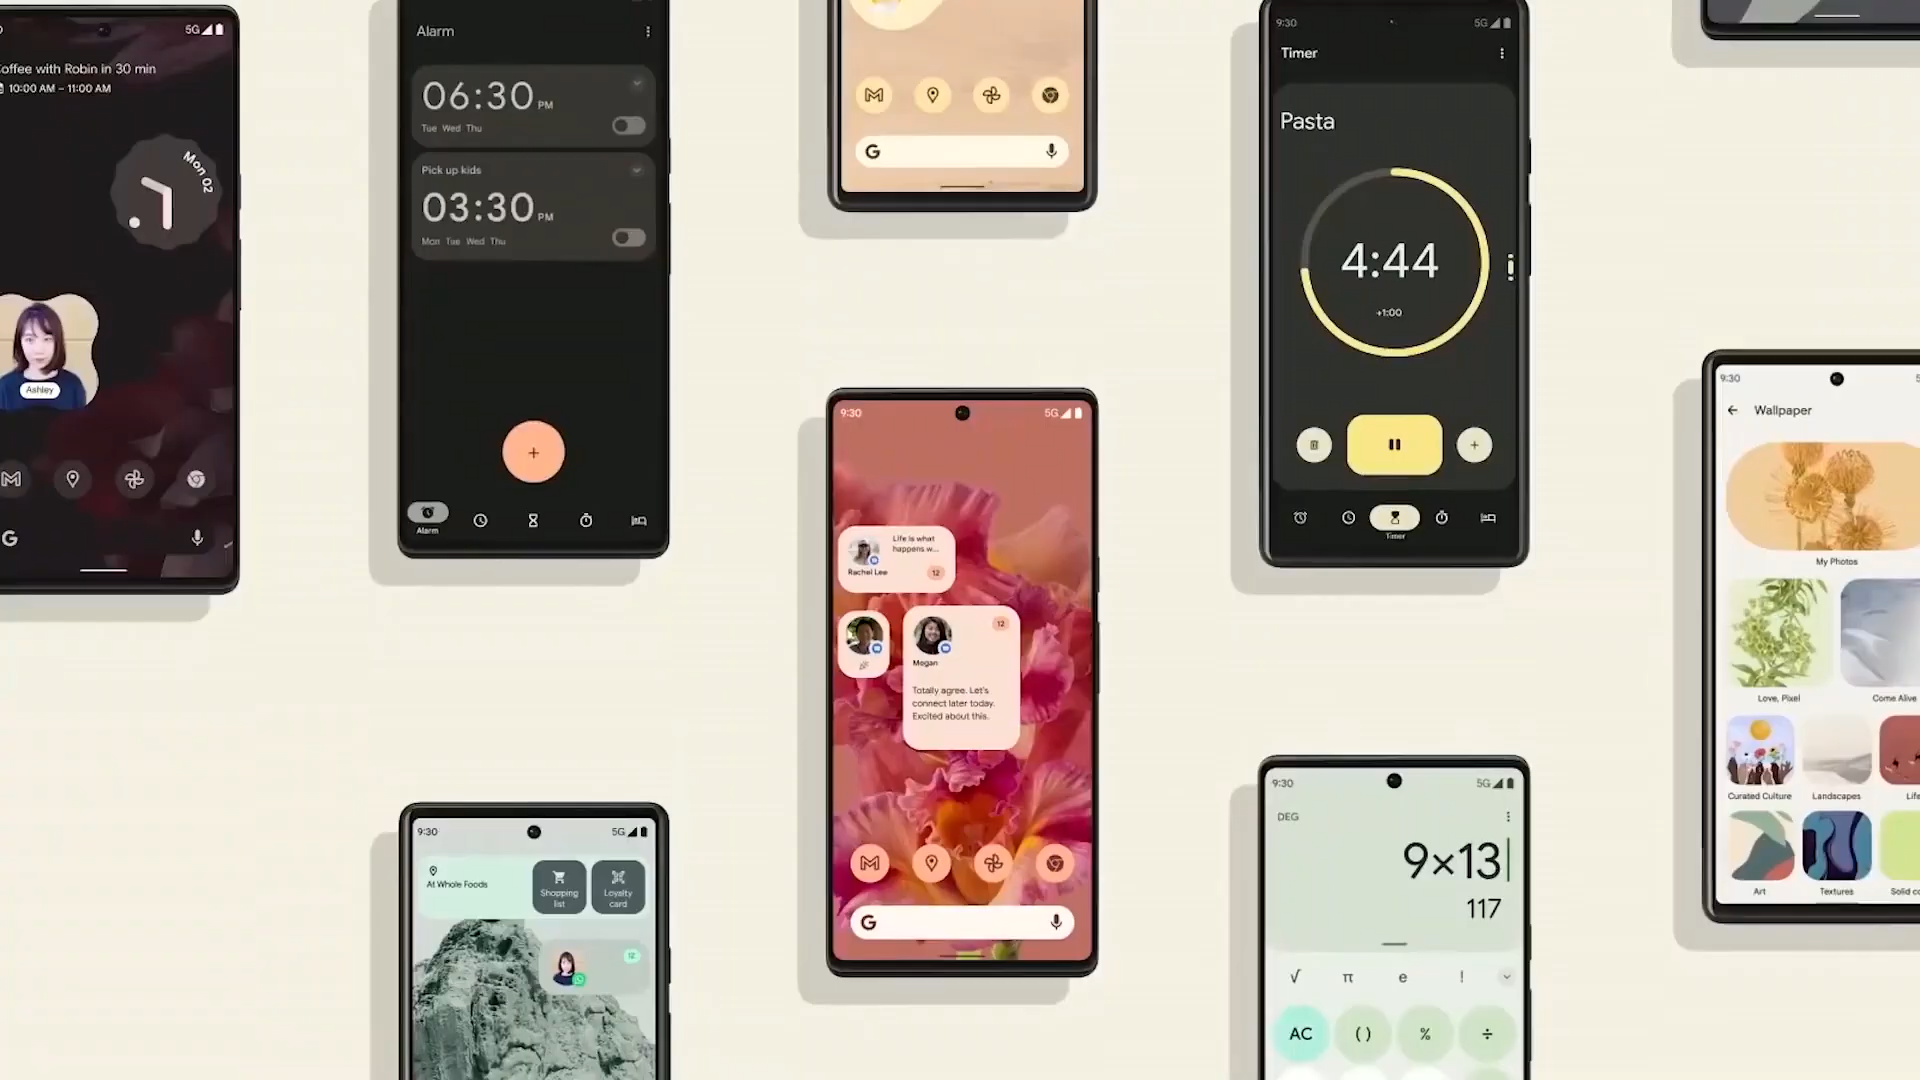 5G
offee with Robin in 30 min
10:00 AM – 11:00 AM
Mon 02
Ashley
G
Alarm
06:30 PM
Tue Wed Thu
Pick up kids
03:30 PM
Mon Tue Wed Thu
+
Alarm
9:30
5G
At Whole Foods
Shopping
list
Loyalty
card
12
G
9:30
5G
Life is what
happens w...
Rachel Lee
12
12
Megan
Totally agree. Let's
connect later today.
Excited about this.
G
9:30
5G
Timer
Pasta
4:44
+1:00
+
Timer
9:30
5G
DEG
9×13
117
√ π e !
AC ( ) % ÷
9:30
5
Wallpaper
My Photos
Love, Pixel
Come Alive
Curated Culture
Landscapes
Life
Art
Textures
Solid co